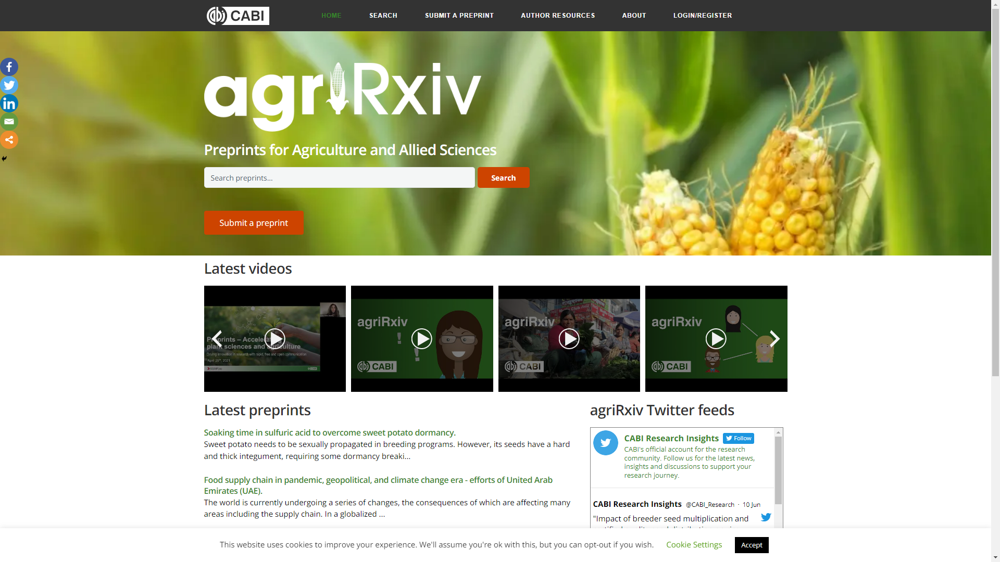 CABI
HOME
SEARCH
SUBMIT A PREPRINT
AUTHOR RESOURCES
ABOUT
LOGIN/REGISTER
agriRxiv
Preprints for Agriculture and Allied Sciences
Search preprints...
Search
Submit a preprint
Latest videos
Preprints – Accelerating
plant sciences and agriculture
Driving innovation in research with rapid, free and open communication
April 29th, 2021
agriRxiv
CABI
agriRxiv
CABI
agriRxiv
CABI
Latest preprints
Soaking time in sulfuric acid to overcome sweet potato dormancy.
Sweet potato needs to be sexually propagated in breeding programs. However, its seeds have a hard
and thick integument, requiring some dormancy breaki...
Food supply chain in pandemic, geopolitical, and climate change era - efforts of United Arab
Emirates (UAE).
The world is currently undergoing a series of changes, the consequences of which are affecting many
areas including the supply chain. In a globalized ...
agriRxiv Twitter feeds
CABI Research Insights
Follow
CABI's official account for the research
community. Follow us for the latest news,
insights and discussions to support your
research journey.
CABI Research Insights @CABI_Research · 10 Jun
"Impact of breeder seed multiplication and
This website uses cookies to improve your experience. We'll assume you're ok with this, but you can opt-out if you wish.
Cookie Settings
Accept